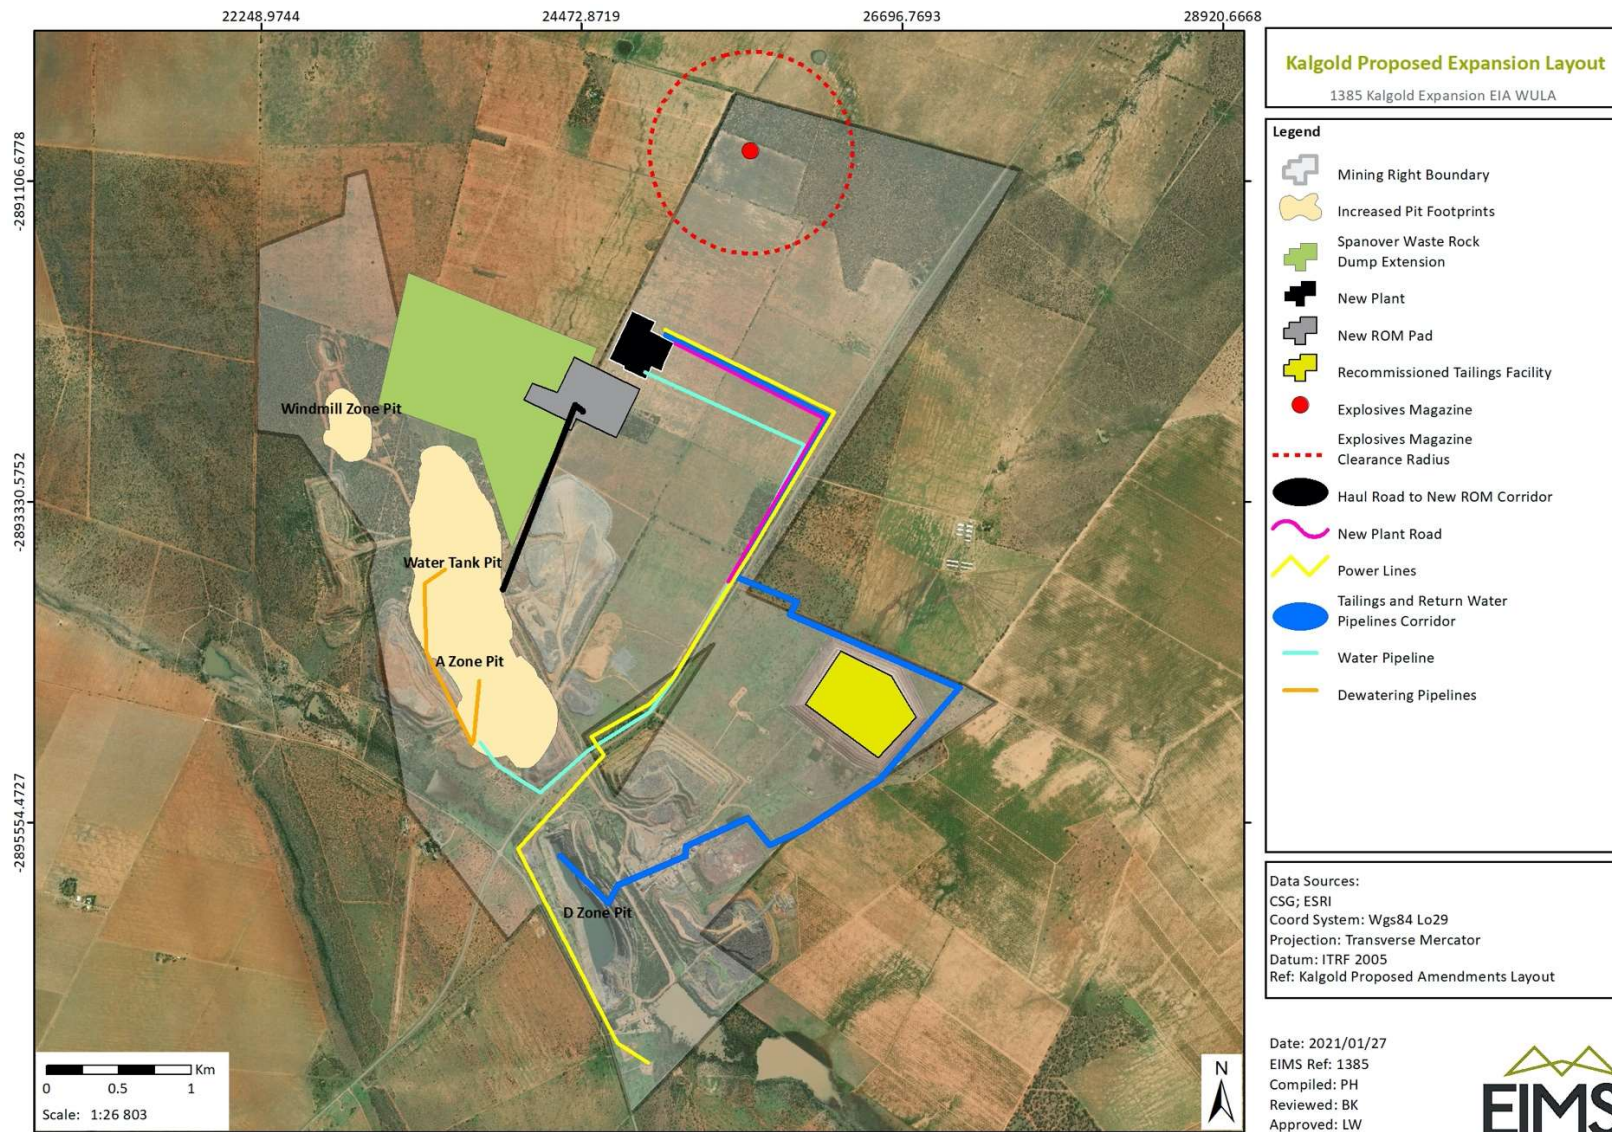 22248.9744
24472.8719
26696.7693
28920.6668
-2891106.6778
-2893330.5752
-2895554.4727
Windmill Zone Pit
Water Tank Pit
A Zone Pit
D Zone Pit
Km
0 0.5 1
Scale: 1:26 803
N
Kalgold Proposed Expansion Layout
1385 Kalgold Expansion EIA WULA
Legend
Mining Right Boundary
Increased Pit Footprints
Spanover Waste Rock
Dump Extension
New Plant
New ROM Pad
Recommissioned Tailings Facility
Explosives Magazine
Explosives Magazine
Clearance Radius
Haul Road to New ROM Corridor
New Plant Road
Power Lines
Tailings and Return Water
Pipelines Corridor
Water Pipeline
Dewatering Pipelines
Data Sources:
CSG; ESRI
Coord System: Wgs84 Lo29
Projection: Transverse Mercator
Datum: ITRF 2005
Ref: Kalgold Proposed Amendments Layout
Date: 2021/01/27
EIMS Ref: 1385
Compiled: PH
Reviewed: BK
Approved: LW
EIMS